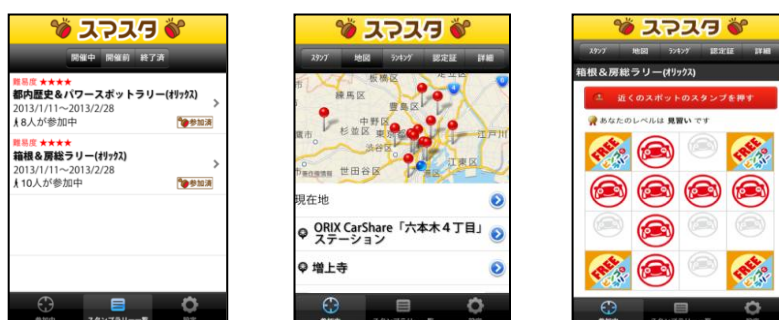 スマスタ
開催中 開催前 終了済
難易度 ★★★★
都内歴史&パワースポットラリー(オリックス)
2013/1/11〜2013/2/28
8人が参加中
参加済
難易度 ★★★★
箱根&房総ラリー(オリックス)
2013/1/11〜2013/2/28
10人が参加中
参加済
スマスタ
スタンプ 地図 ランキング 認定証 詳細
板橋区
練馬区
豊島区
中野区
杉並区
江戸川
渋谷区
世田谷区
江東区
現在地
ORIX CarShare「六本木4丁目」
ステーション
増上寺
スマスタ
スタンプ 地図 ランキング 認定証 詳細
箱根&房総ラリー(オリックス)
近くのスポットのスタンプを押す
あなたのレベルは 見習い です
FREE
FREE
FREE
FREE